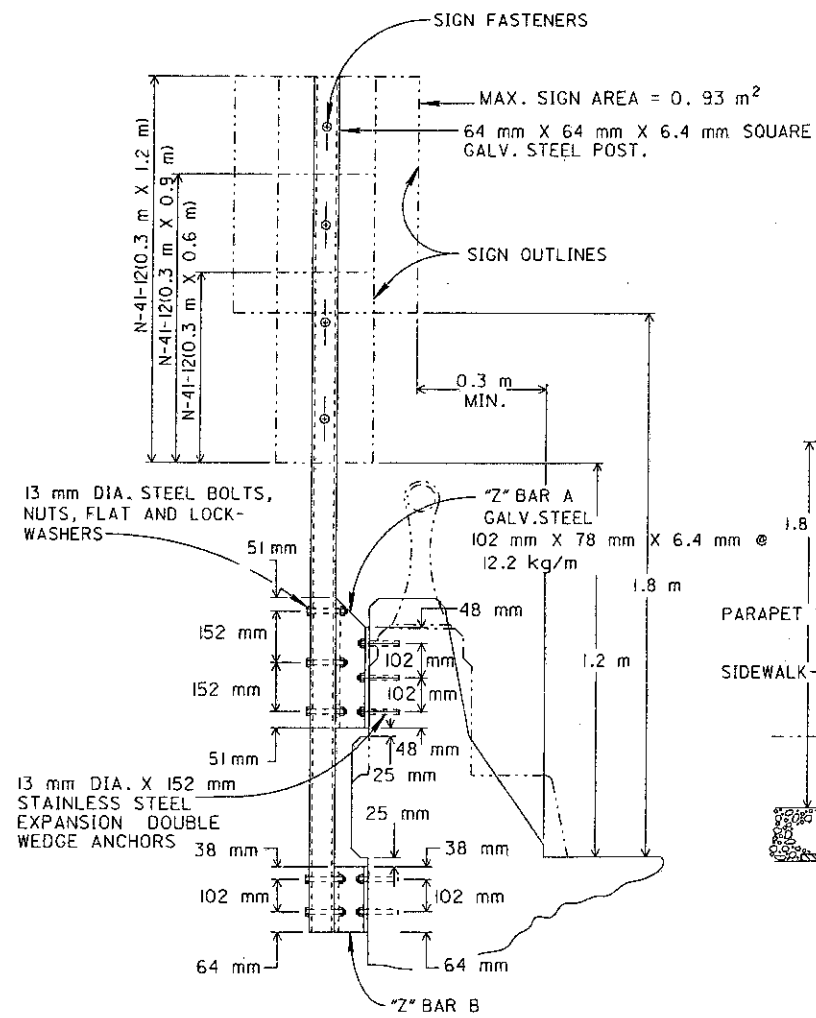 SIGN FASTENERS
MAX. SIGN AREA = 0.93 m²
64 mm X 64 mm X 6.4 mm SQUARE
GALV. STEEL POST.
SIGN OUTLINES
N-41-12(0.3 m X 1.2 m)
N-41-12(0.3 m X 0.9 m)
N-41-12(0.3 m X 0.6 m)
0.3 m
MIN.
13 mm DIA. STEEL BOLTS,
NUTS, FLAT AND LOCK-
WASHERS
"Z" BAR A
GALV.STEEL
102 mm X 78 mm X 6.4 mm @
12.2 kg/m
1.8
51 mm
1.8 m
48 mm
152 mm
PARAPET
102 mm
1.2 m
SIDEWALK
152 mm
102 mm
51 mm
48 mm
25 mm
13 mm DIA. X 152 mm
STAINLESS STEEL
EXPANSION DOUBLE
WEDGE ANCHORS
25 mm
38 mm
38 mm
102 mm
102 mm
64 mm
64 mm
"Z" BAR B